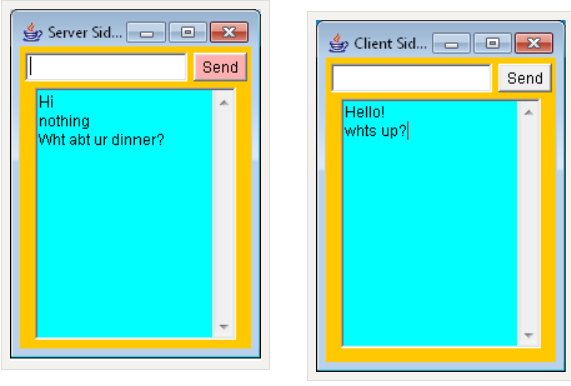 Server Sid...
Send
Hi
nothing
Wht abt ur dinner?
Client Sid...
Send
Hello!
whts up?